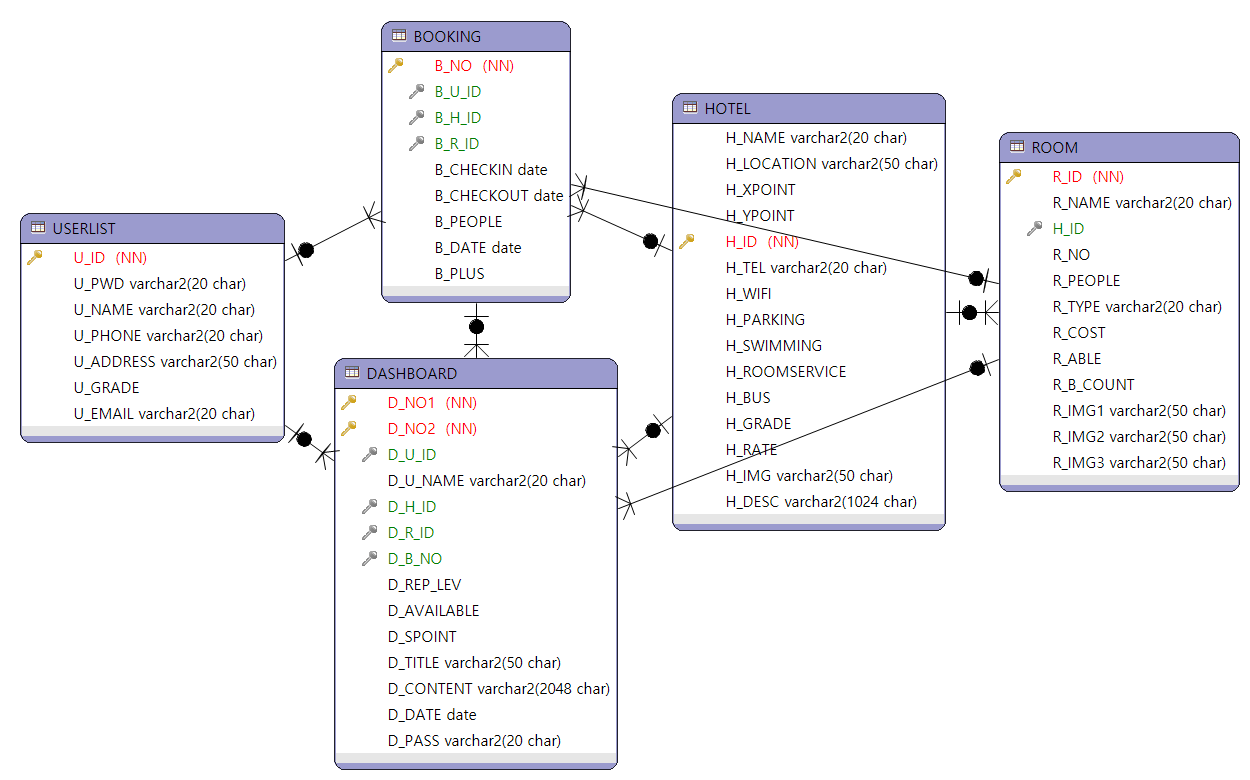 BOOKING
B_NO (NN)
B_U_ID
B_H_ID
B_R_ID
B_CHECKIN date
B_CHECKOUT date
B_PEOPLE
B_DATE date
B_PLUS
USERLIST
U_ID (NN)
U_PWD varchar2(20 char)
U_NAME varchar2(20 char)
U_PHONE varchar2(20 char)
U_ADDRESS varchar2(50 char)
U_GRADE
U_EMAIL varchar2(20 char)
DASHBOARD
D_NO1 (NN)
D_NO2 (NN)
D_U_ID
D_U_NAME varchar2(20 char)
D_H_ID
D_R_ID
D_B_NO
D_REP_LEV
D_AVAILABLE
D_SPOINT
D_TITLE varchar2(50 char)
D_CONTENT varchar2(2048 char)
D_DATE date
D_PASS varchar2(20 char)
HOTEL
H_NAME varchar2(20 char)
H_LOCATION varchar2(50 char)
H_XPOINT
H_YPOINT
H_ID (NN)
H_TEL varchar2(20 char)
H_WIFI
H_PARKING
H_SWIMMING
H_ROOMSERVICE
H_BUS
H_GRADE
H_RATE
H_IMG varchar2(50 char)
H_DESC varchar2(1024 char)
ROOM
R_ID (NN)
R_NAME varchar2(20 char)
H_ID
R_NO
R_PEOPLE
R_TYPE varchar2(20 char)
R_COST
R_ABLE
R_B_COUNT
R_IMG1 varchar2(50 char)
R_IMG2 varchar2(50 char)
R_IMG3 varchar2(50 char)